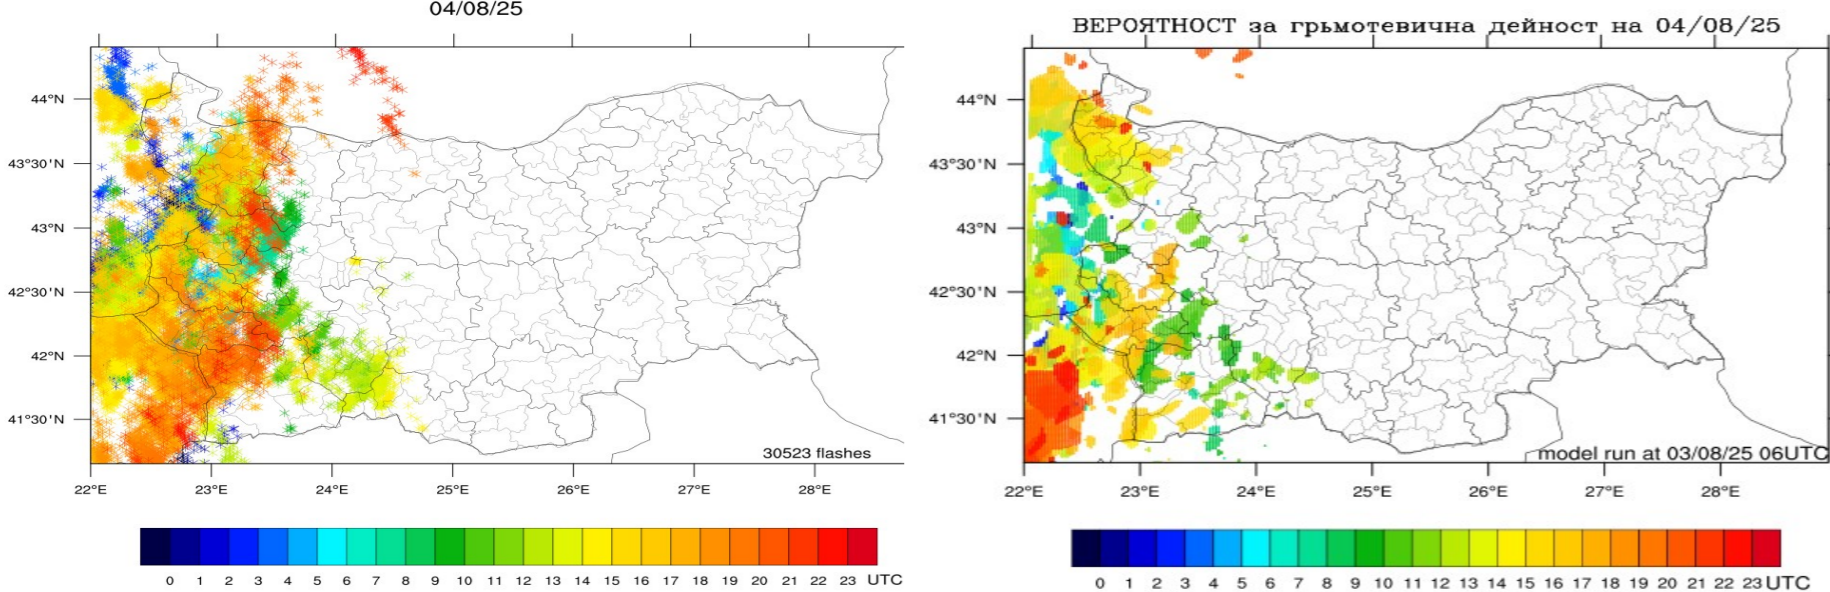 04/08/25
44°N
43°30'N
43°N
42°30'N
42°N
41°30'N
30523 flashes
22°E 23°E 24°E 25°E 26°E 27°E 28°E
0 1 2 3 4 5 6 7 8 9 10 11 12 13 14 15 16 17 18 19 20 21 22 23 UTC
ВЕРОЯТНОСТ за грьмотевична дейност на 04/08/25
44°N
43°30'N
43°N
42°30'N
42°N
41°30'N
model run at 03/08/25 06UTC
22°E 23°E 24°E 25°E 26°E 27°E 28°E
0 1 2 3 4 5 6 7 8 9 10 11 12 13 14 15 16 17 18 19 20 21 22 23 UTC